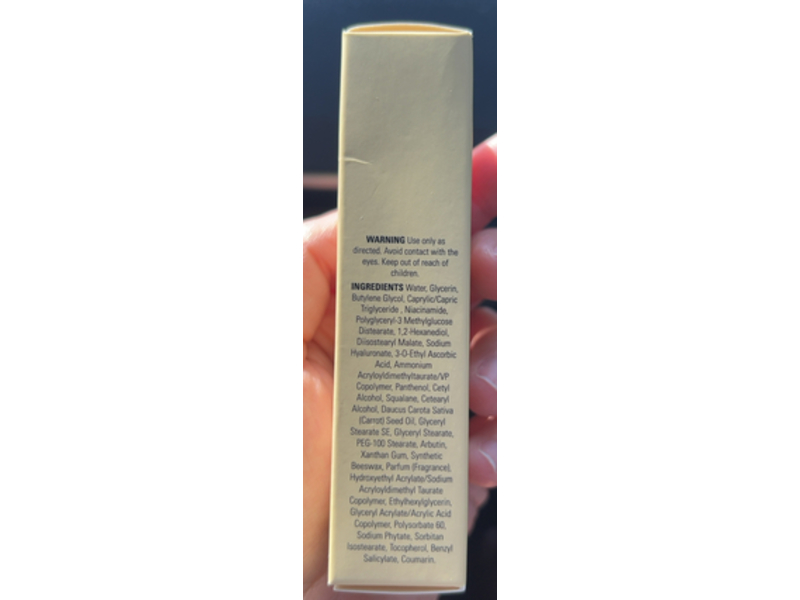 WARNING Use only as
directed. Avoid contact with the
eyes. Keep out of reach of
children.
INGREDIENTS Water, Glycerin,
Butylene Glycol, Caprylic/Capric
Triglyceride , Niacinamide,
Polyglyceryl-3 Methylglucose
Distearate, 1,2-Hexanediol,
Diisostearyl Malate, Sodium
Hyaluronate, 3-O-Ethyl Ascorbic
Acid, Ammonium
Acryloyldimethyltaurate/VP
Copolymer, Panthenol, Cetyl
Alcohol, Squalane, Cetearyl
Alcohol, Daucus Carota Sativa
(Carrot) Seed Oil, Glyceryl
Stearate SE, Glyceryl Stearate,
PEG-100 Stearate, Arbutin,
Xanthan Gum, Synthetic
Beeswax, Parfum (Fragrance),
Hydroxyethyl Acrylate/Sodium
Acryloyldimethyl Taurate
Copolymer, Ethylhexylglycerin,
Glyceryl Acrylate/Acrylic Acid
Copolymer, Polysorbate 60,
Sodium Phytate, Sorbitan
Isostearate, Tocopherol, Benzyl
Salicylate, Coumarin.